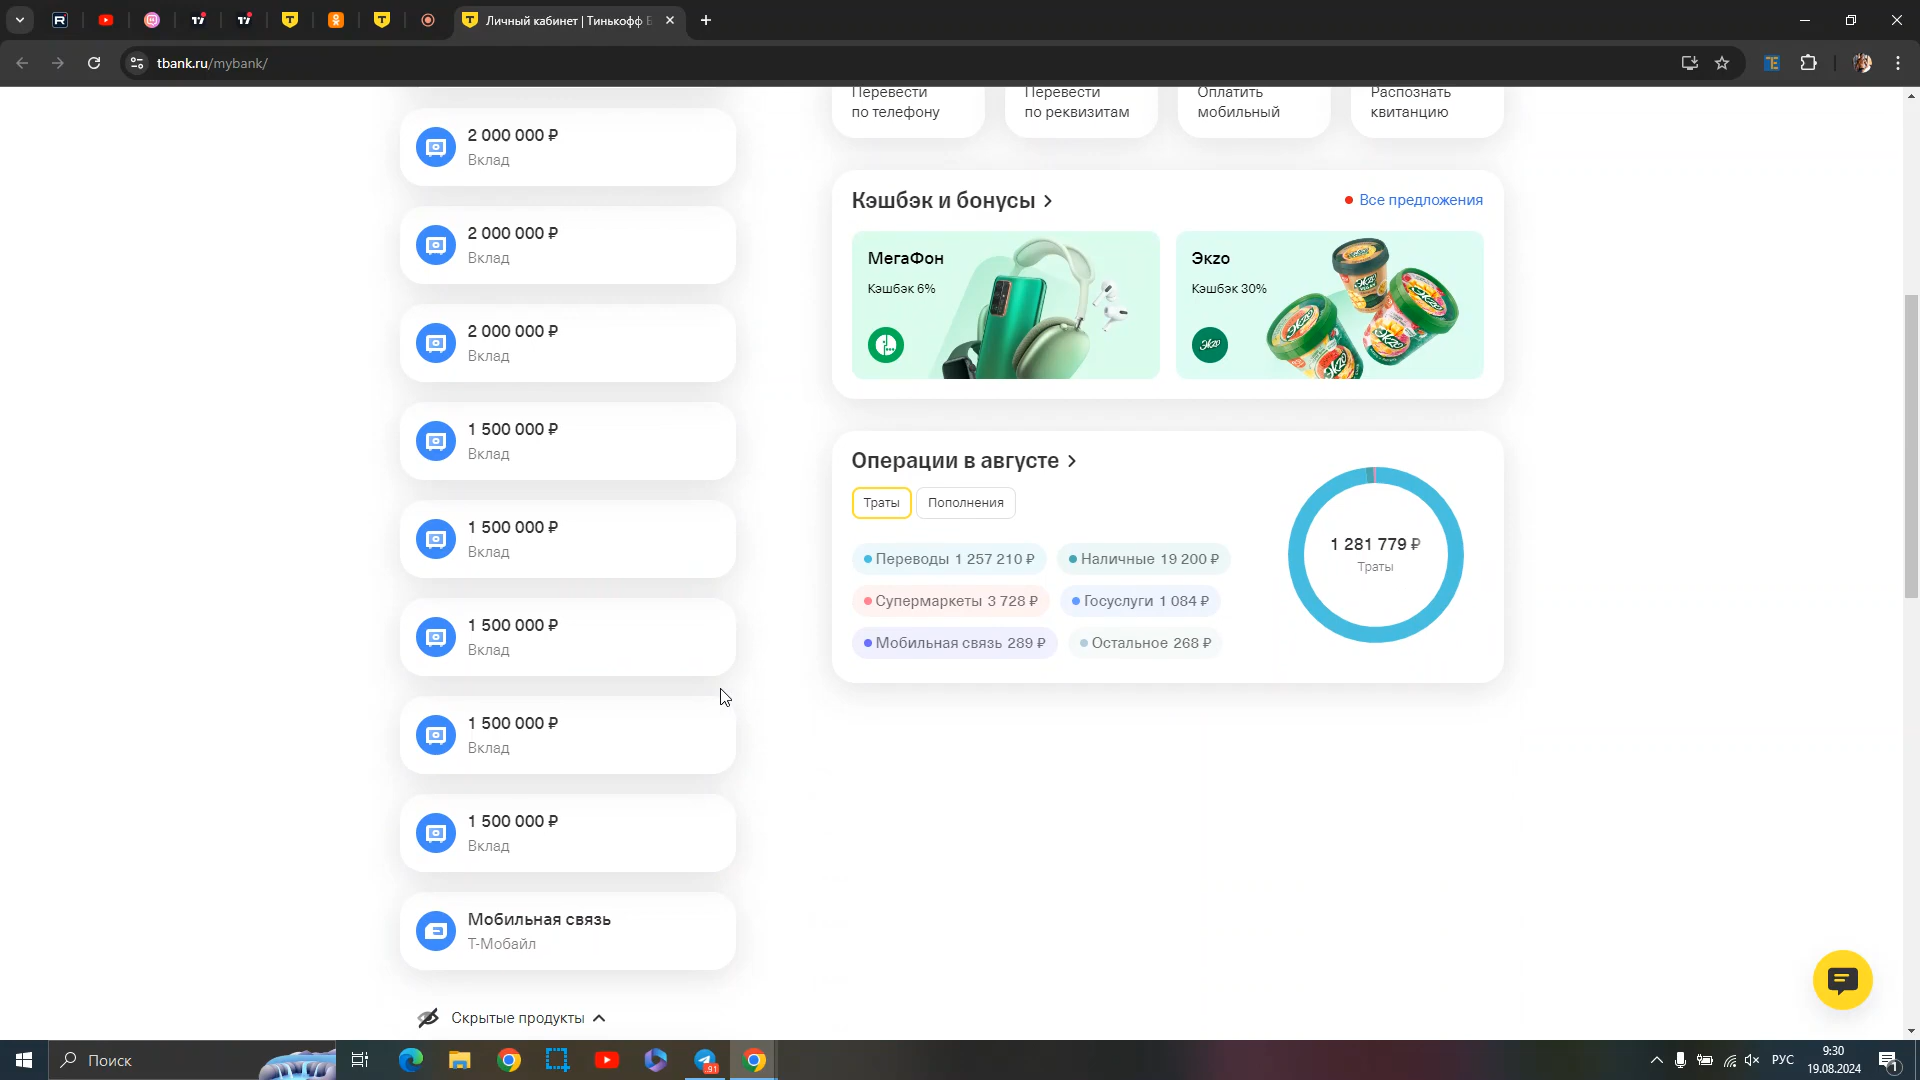 Личный кабинет | Тинькофф Б
tbank.ru/mybank/
2 000 000 ₽
Вклад
2 000 000 ₽
Вклад
2 000 000 ₽
Вклад
1 500 000 ₽
Вклад
1 500 000 ₽
Вклад
1 500 000 ₽
Вклад
1 500 000 ₽
Вклад
1 500 000 ₽
Вклад
Мобильная связь
Т-Мобайл
Скрытые продукты
Перевести
по телефону
Перевести
по реквизитам
Оплатить
мобильный
Распознать
квитанцию
Кэшбэк и бонусы
Все предложения
МегаФон
Кэшбэк 6%
Экzo
Кэшбэк 30%
Экzo
Операции в августе
Траты
Пополнения
Переводы 1 257 210 ₽
Наличные 19 200 ₽
Супермаркеты 3 728 ₽
Госуслуги 1 084 ₽
Мобильная связь 289 ₽
Остальное 268 ₽
1 281 779 ₽
Траты
Поиск
91
РУС
9:30
19.08.2024
1